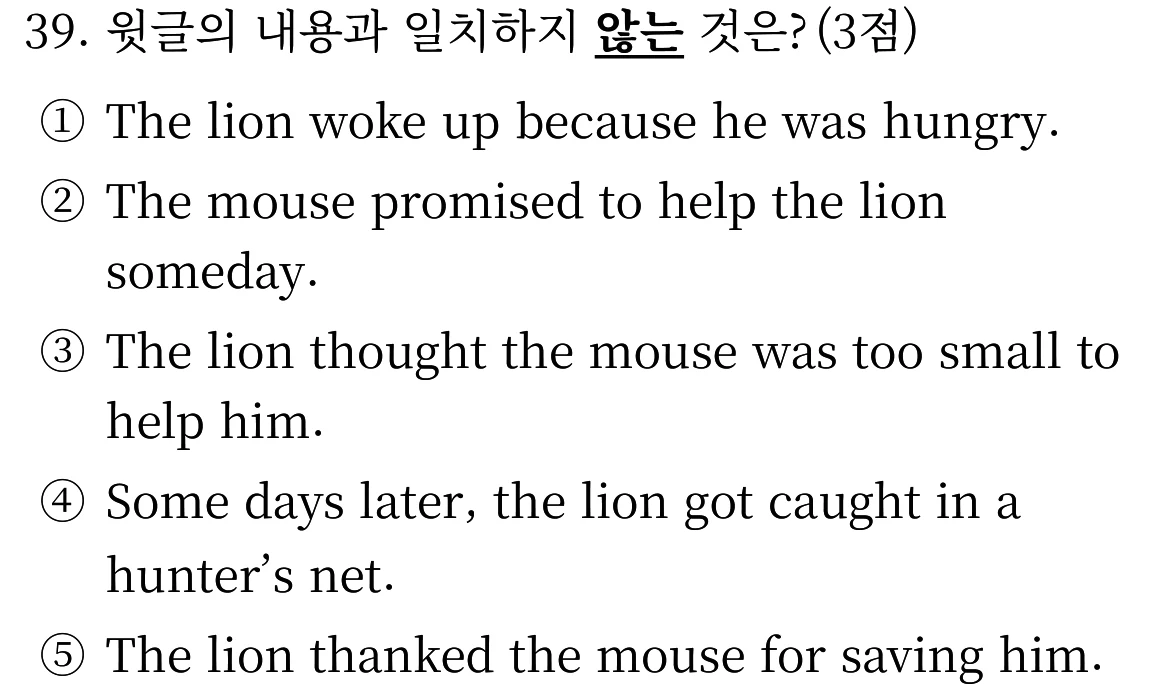 39. 윗글의 내용과 일치하지 않는 것은?(3점)
① The lion woke up because he was hungry.
② The mouse promised to help the lion
someday.
③ The lion thought the mouse was too small to
help him.
④ Some days later, the lion got caught in a
hunter’s net.
⑤ The lion thanked the mouse for saving him.